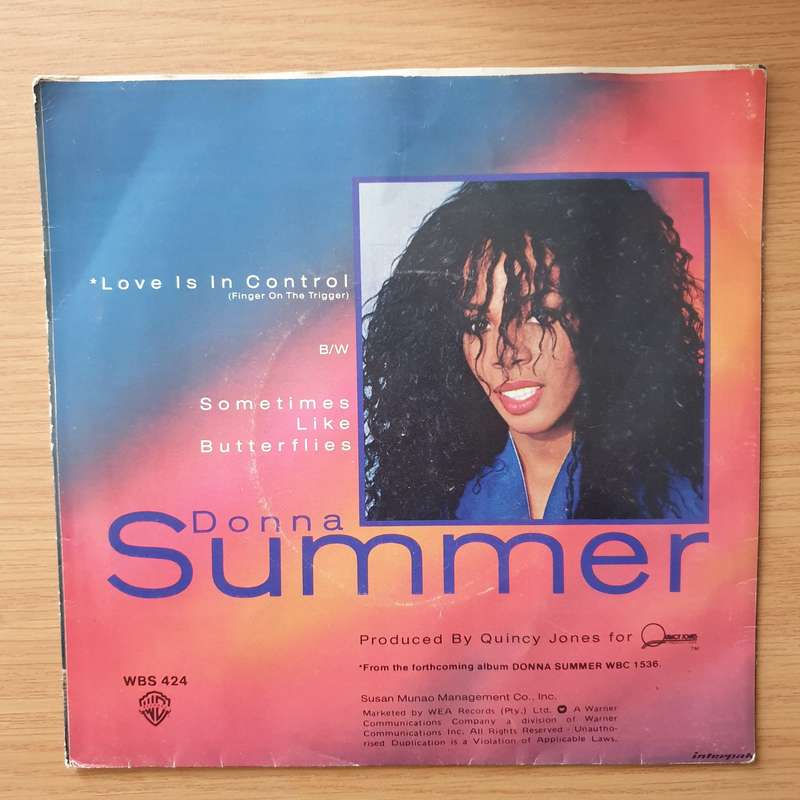 *Love Is In Control
(Finger On The Trigger)
B/W
Sometimes
Like
Butterflies
Donna
Summer
Produced By Quincy Jones for QUINCY JONES
TM
*From the forthcoming album DONNA SUMMER WBC 1536.
WBS 424
Susan Munao Management Co., Inc.
Marketed by WEA Records (Pty.) Ltd. A Warner
Communications Company a division of Warner
Communications Inc. All Rights Reserved - Unautho-
rised Duplication is a Violation of Applicable Laws.
interpak